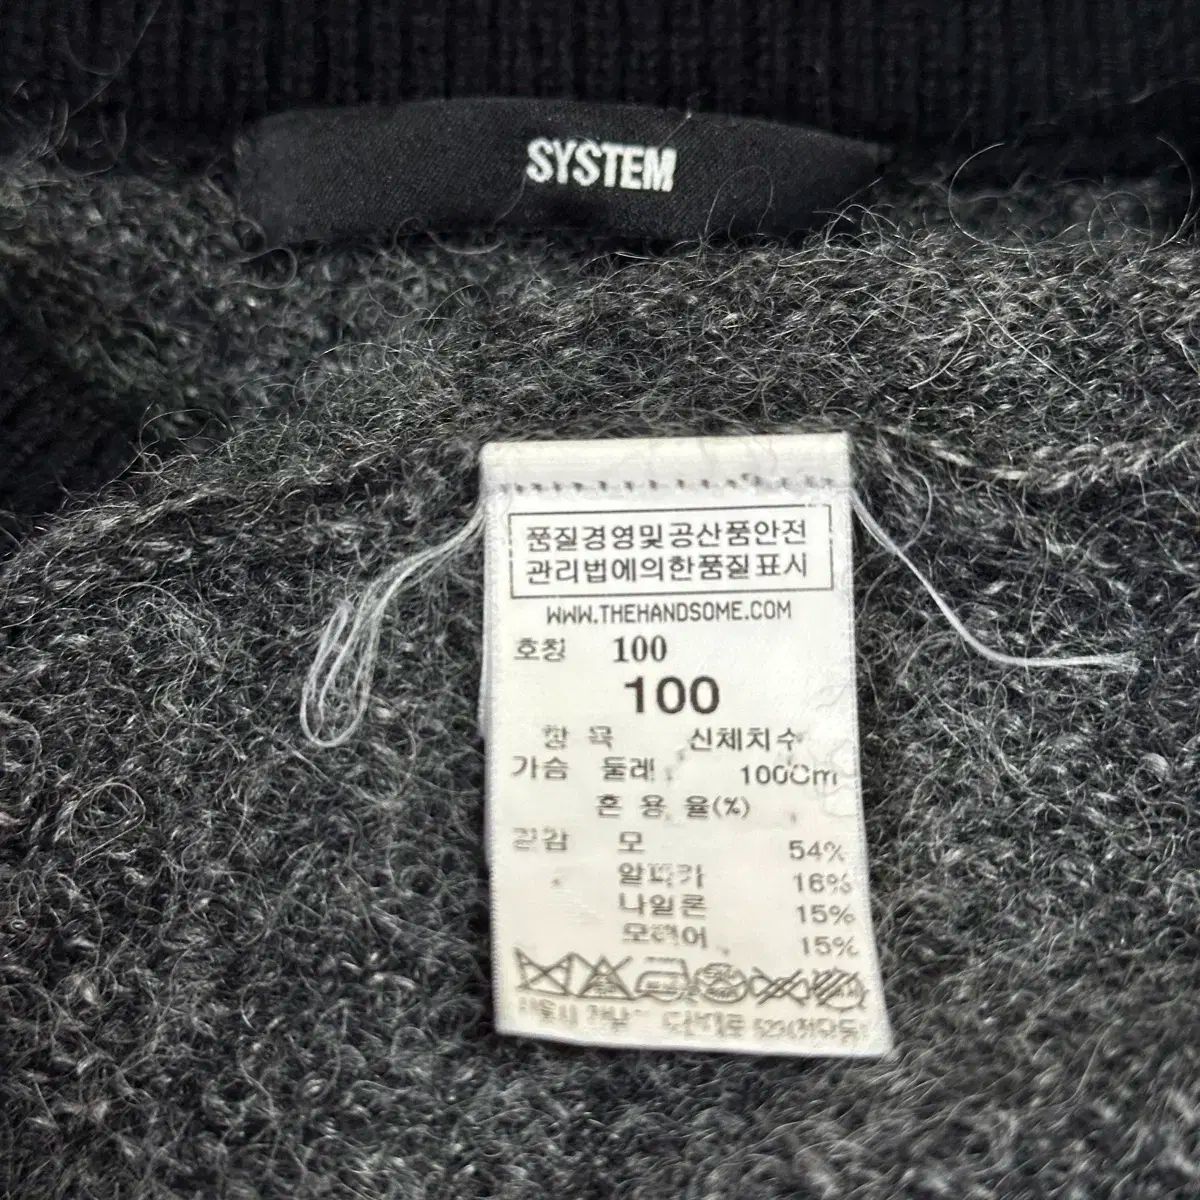 SYSTEM
품질경영및공산품안전
관리법에의한품질표시
WWW.THEHANDSOME.COM
호칭 100
100
항 목 신체치수
가슴 둘레 100Cm
혼 용 율(%)
겉감 모 54%
알파카 16%
나일론 15%
모헤어 15%